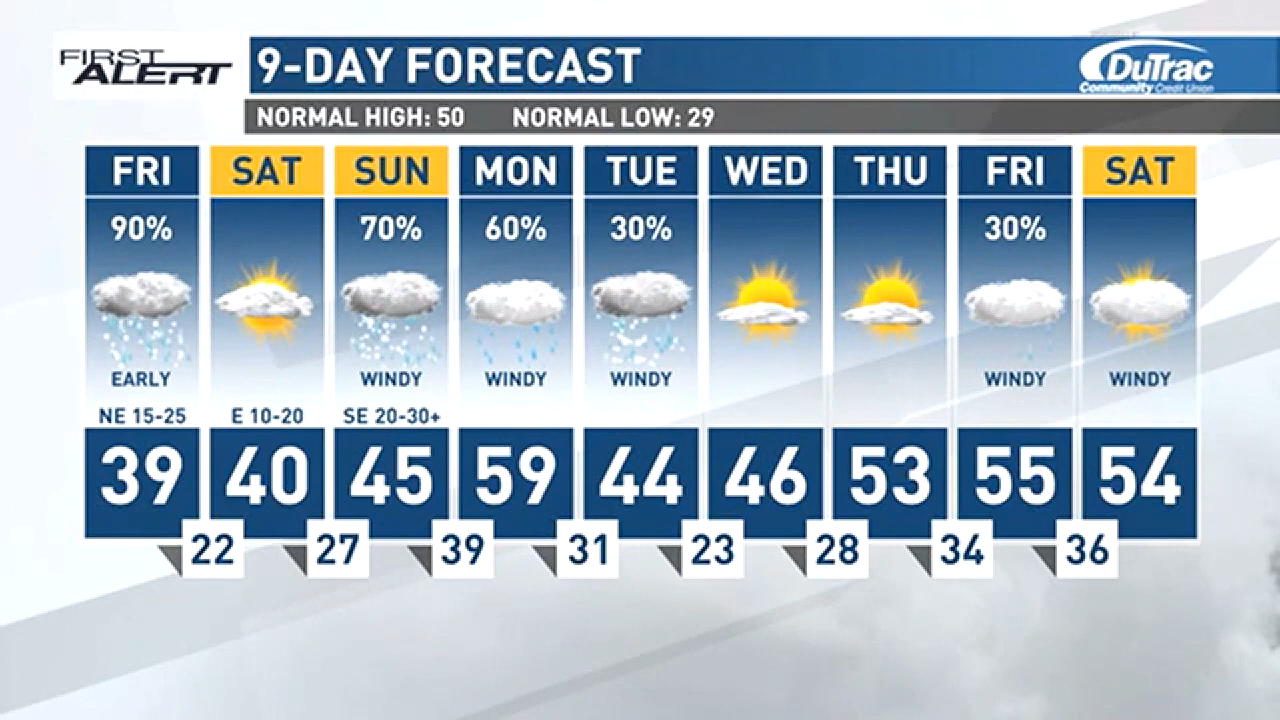 FIRST ALERT
9-DAY FORECAST
DuTrac
Community Credit Union
NORMAL HIGH: 50 NORMAL LOW: 29
FRI SAT SUN MON TUE WED THU FRI SAT
90% 70% 60% 30% 30%
EARLY WINDY WINDY WINDY WINDY WINDY
NE 15-25 E 10-20 SE 20-30+
39 40 45 59 44 46 53 55 54
22 27 39 31 23 28 34 36